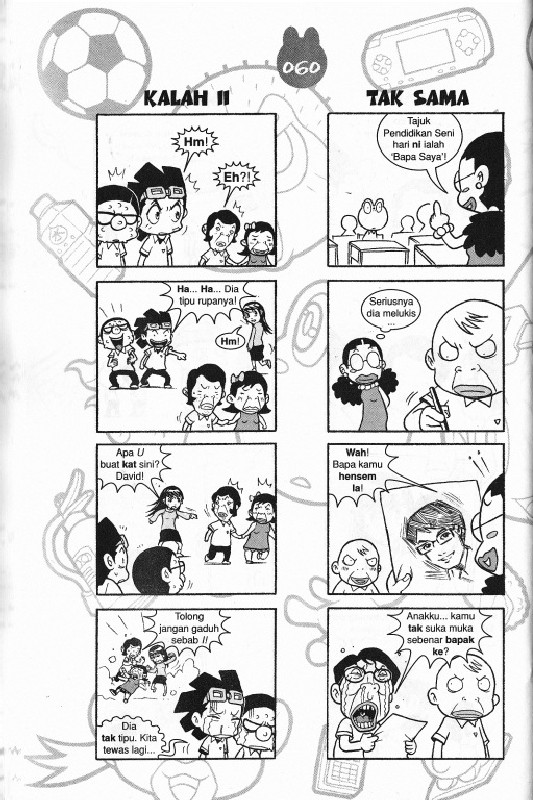 060
KALAH II
Hm!
Eh?!!
Ha... Ha... Dia
tipu rupanya!
Hm!
Apa U
buat kat sini?
David!
Tolong
jangan gaduh
sebab I!
Dia
tak tipu. Kita
tewas lagi...
TAK SAMA
Tajuk
Pendidikan Seni
hari ni ialah
'Bapa Saya'!
Seriusnya
dia melukis
...
Wah!
Bapa kamu
hensem
la!
Anakku... kamu
tak suka muka
sebenar bapak
ke?